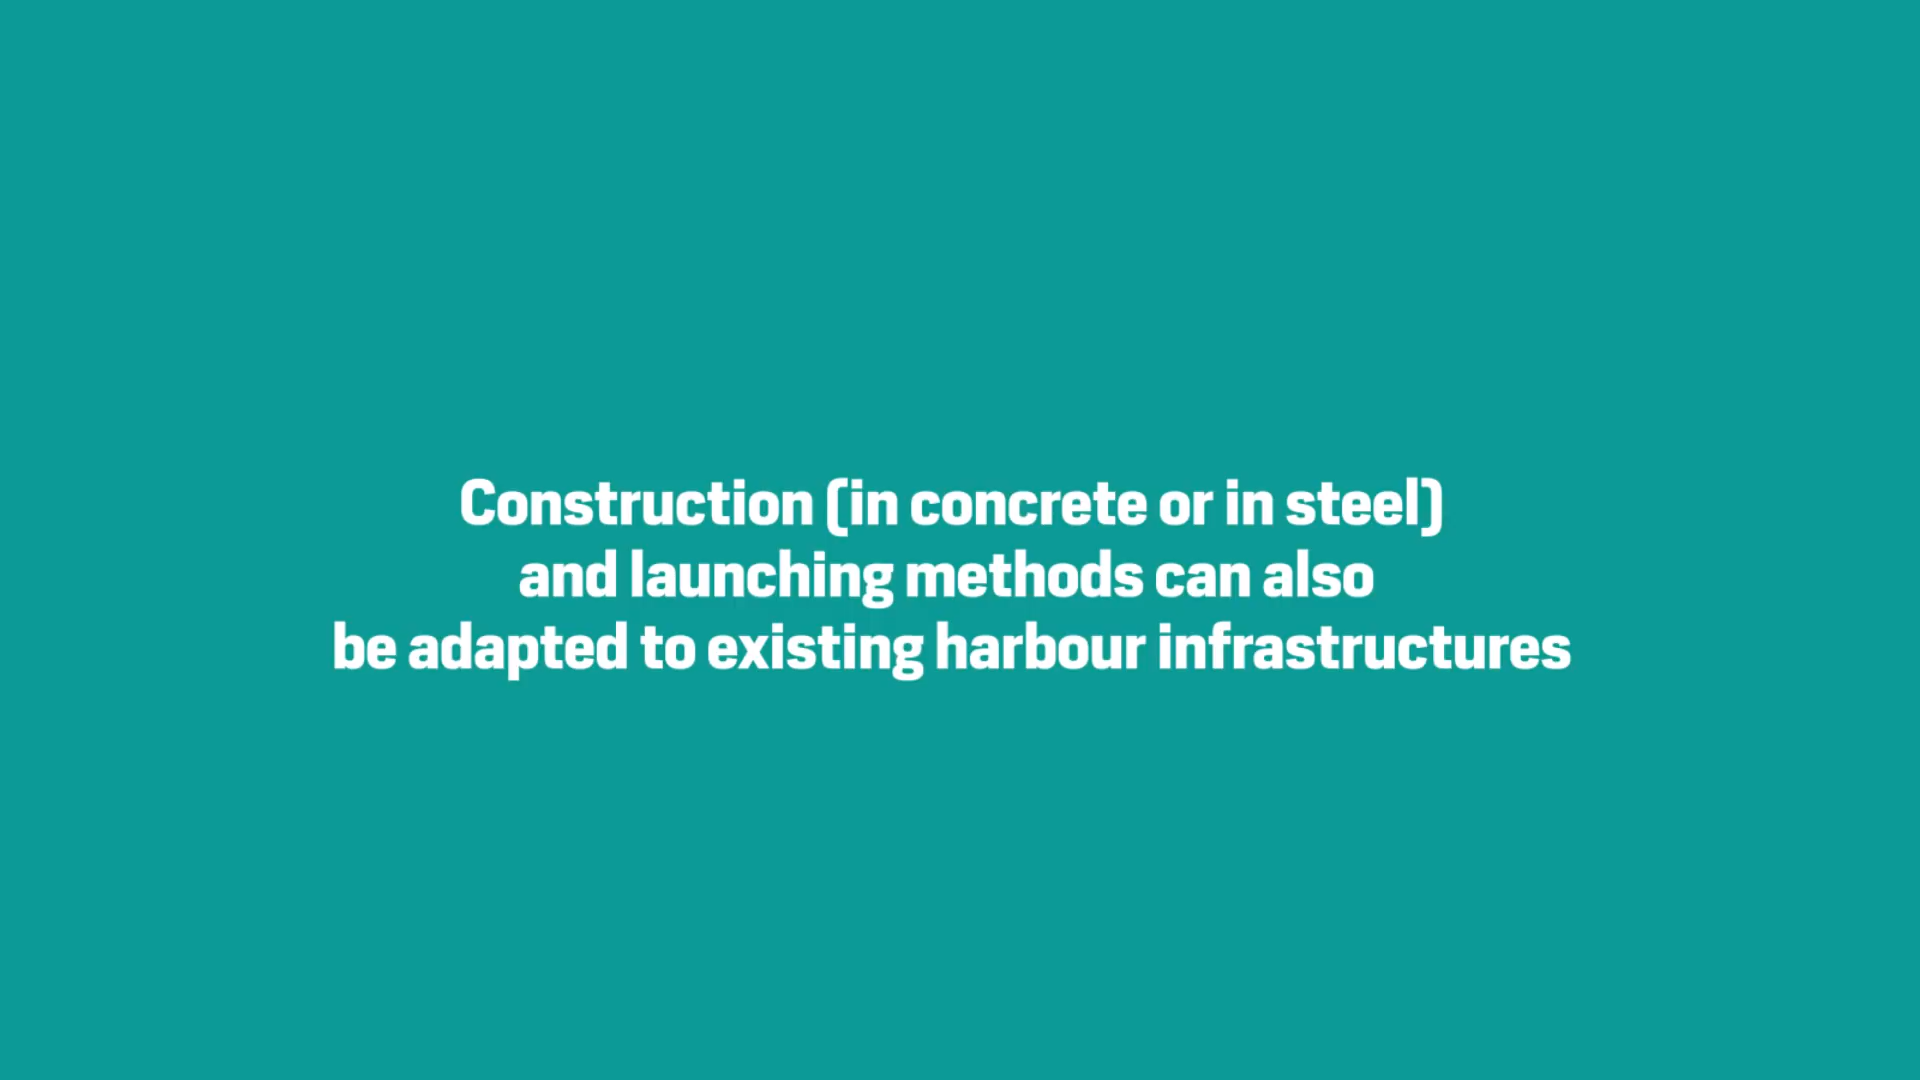 Construction (in concrete or in steel)
and launching methods can also
be adapted to existing harbour infrastructures